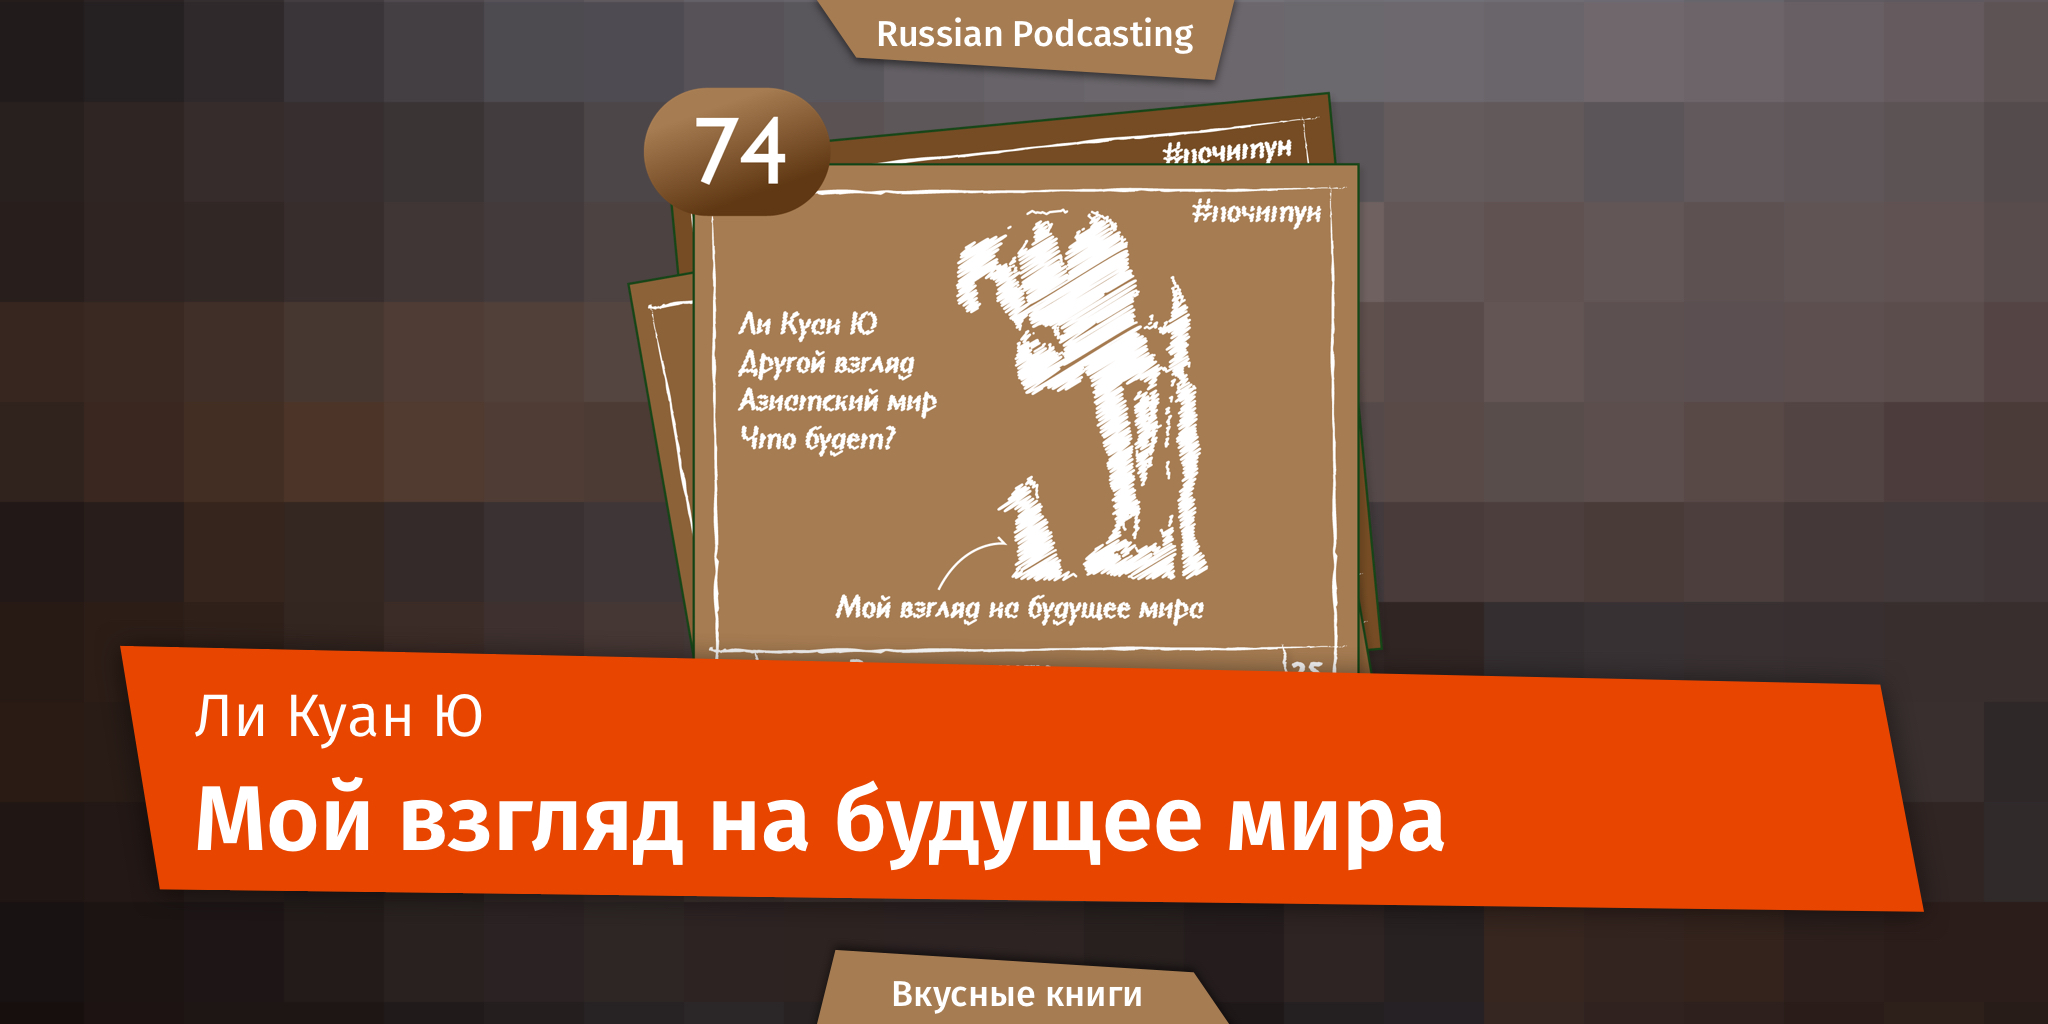 Russian Podcasting
74
#почитун
#почитун
Ли Куан Ю
Другой взгляд
Азиатский мир
Что будет?
Мой взгляд на будущее мира
Ли Куан Ю
Мой взгляд на будущее мира
Вкусные книги